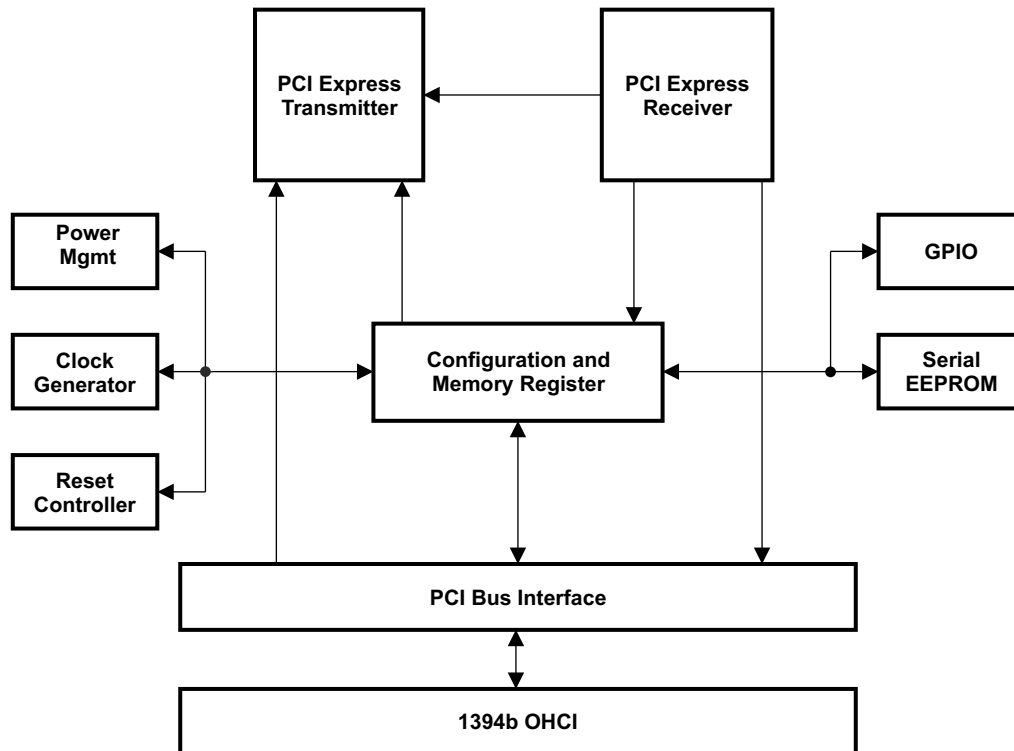 PCI Express
Transmitter
PCI Express
Receiver
Power
Mgmt
GPIO
Clock
Generator
Configuration and
Memory Register
Serial
EEPROM
Reset
Controller
PCI Bus Interface
1394b OHCI